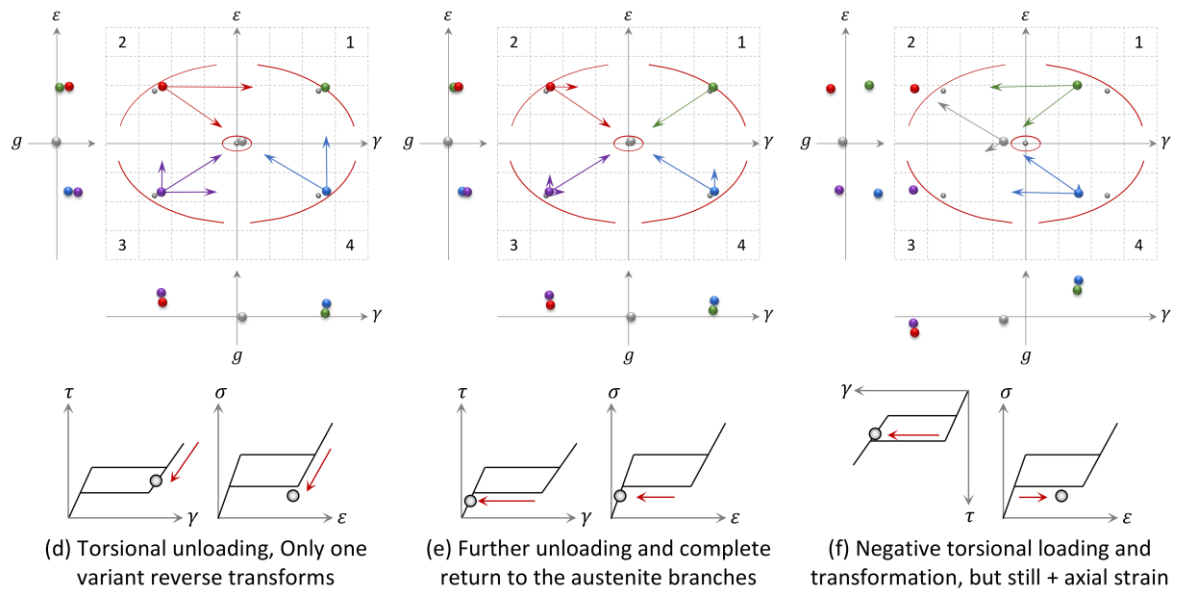 ε
2
1
g
γ
3
4
γ
g
τ
σ
γ
ε
(d) Torsional unloading, Only one
variant reverse transforms
ε
2
1
g
γ
3
4
γ
g
τ
σ
γ
ε
(e) Further unloading and complete
return to the austenite branches
ε
2
1
g
γ
3
4
γ
g
γ
σ
τ
ε
(f) Negative torsional loading and
transformation, but still + axial strain